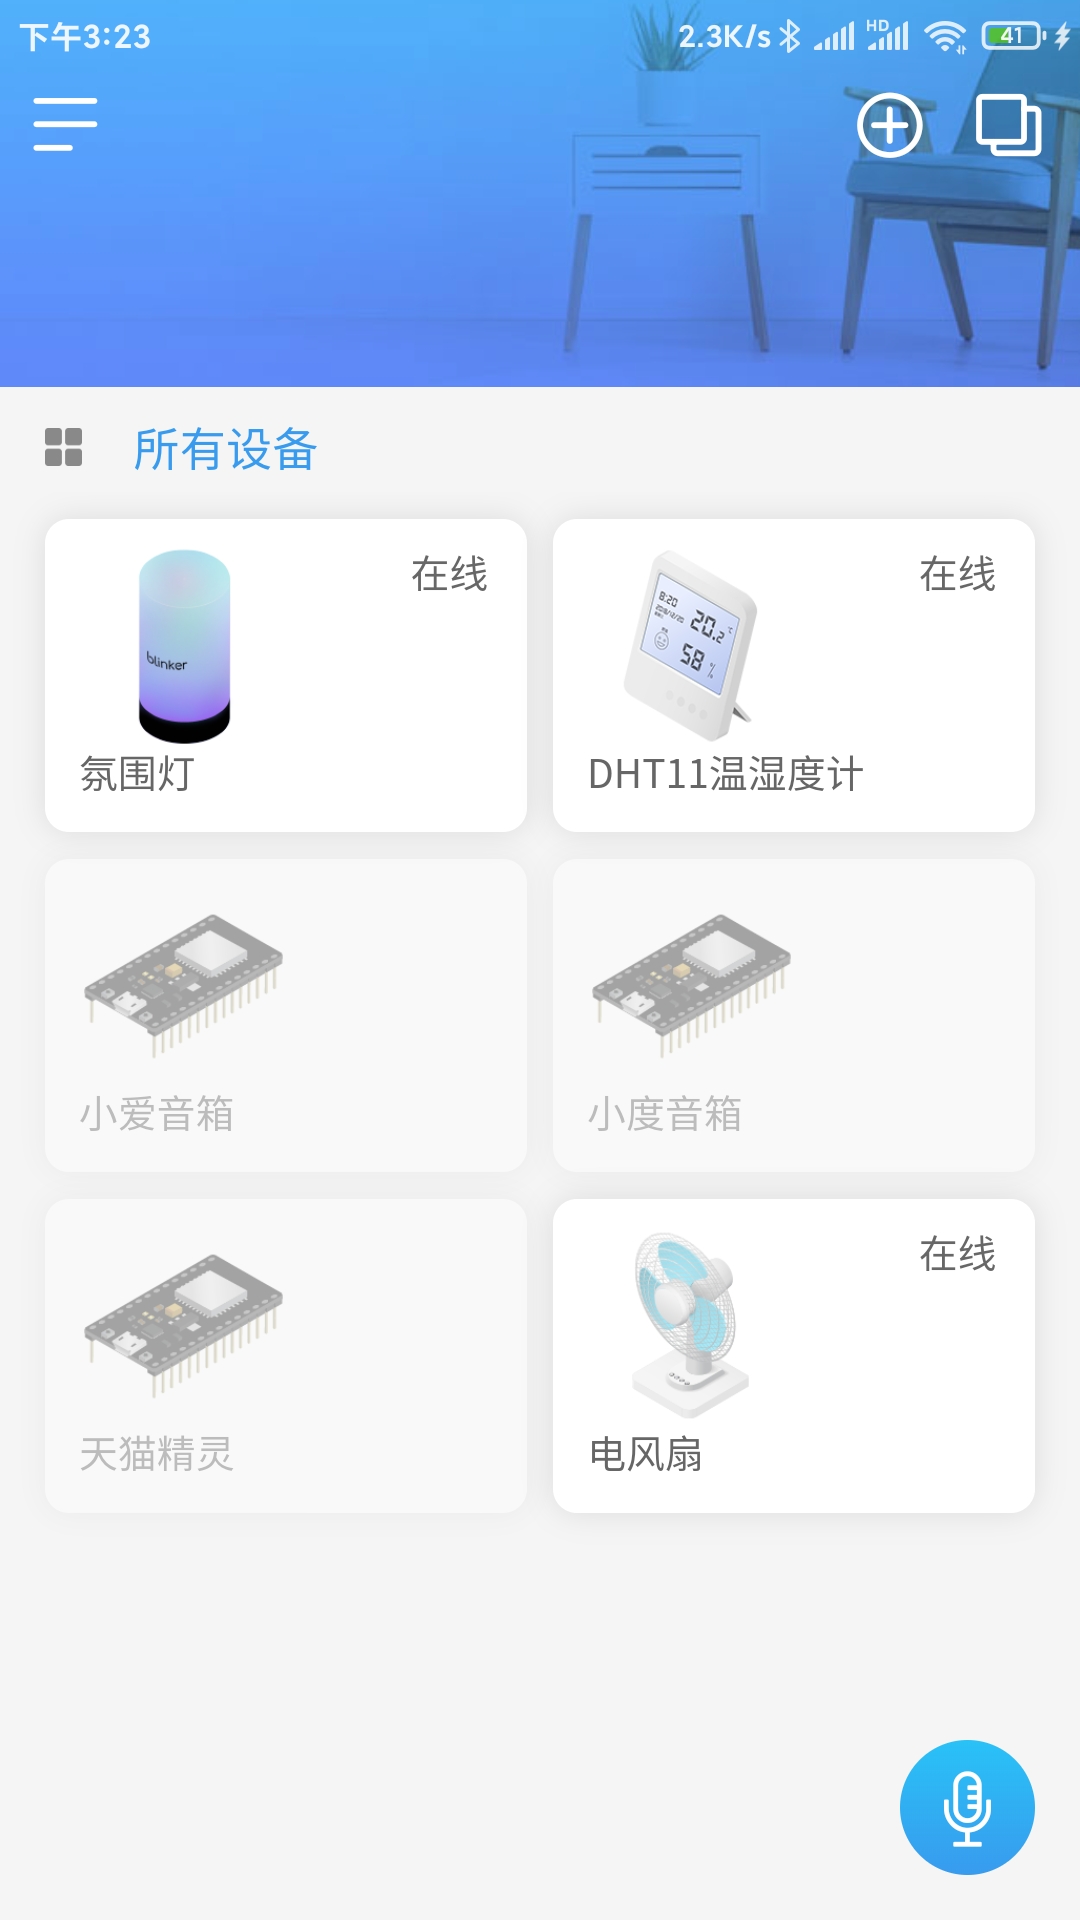 下午3:23 2.3K/s HD 41
所有设备
在线
blinker
氛围灯
在线
8:20
20.2 ℃
58 %
DHT11温湿度计
小爱音箱
小度音箱
天猫精灵
在线
电风扇